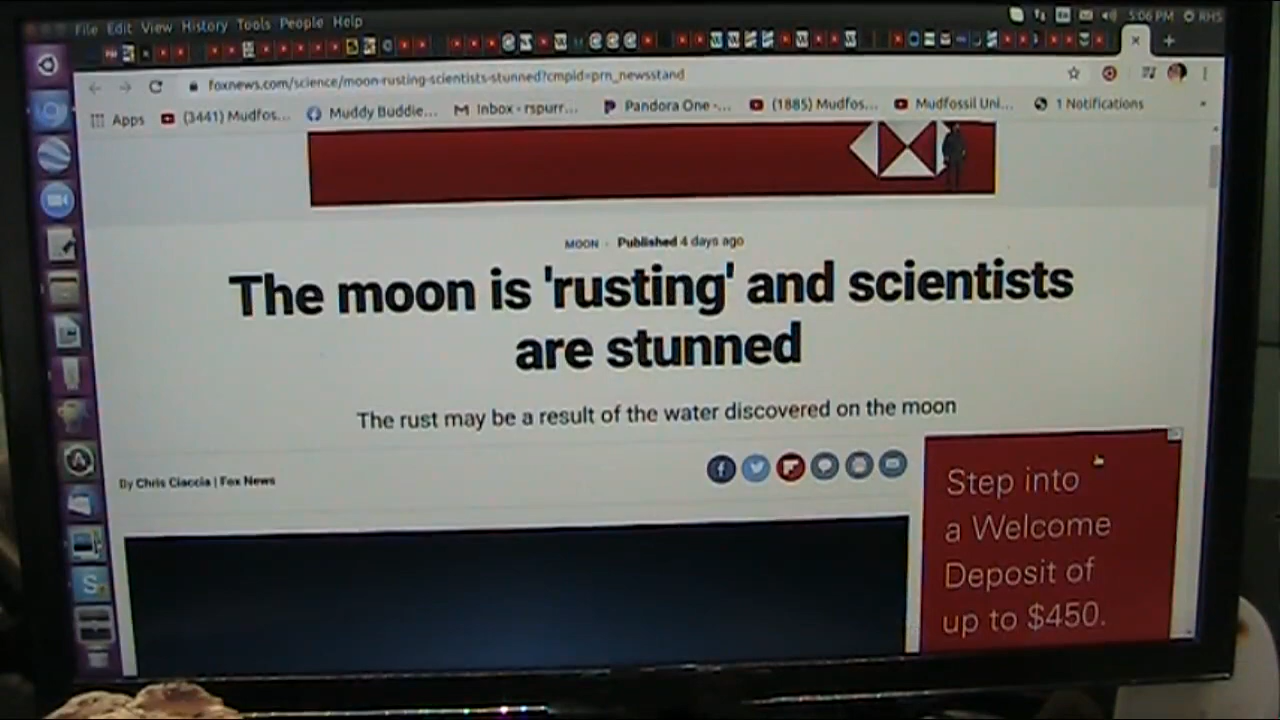 File Edit View History Tools People Help
5:06 PM RHS
foxnews.com/science/moon-rusting-scientists-stunned?cmpid=prn_newsstand
Apps (3441) Mudfos... Muddy Buddie... Inbox - rspurr... Pandora One -... (1885) Mudfos... Mudfossil Uni... 1 Notifications
MOON · Published 4 days ago
The moon is 'rusting' and scientists
are stunned
The rust may be a result of the water discovered on the moon
By Chris Ciaccia | Fox News
Step into
a Welcome
Deposit of
up to $450.